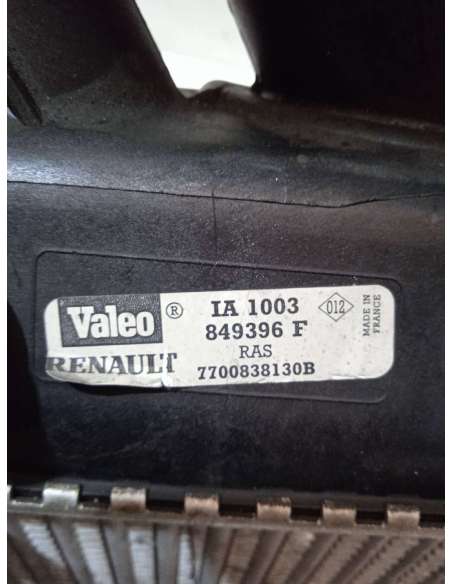 Valeo ® IA 1003 012
849396 F
RENAULT RAS
7700838130B
MADE IN
FRANCE